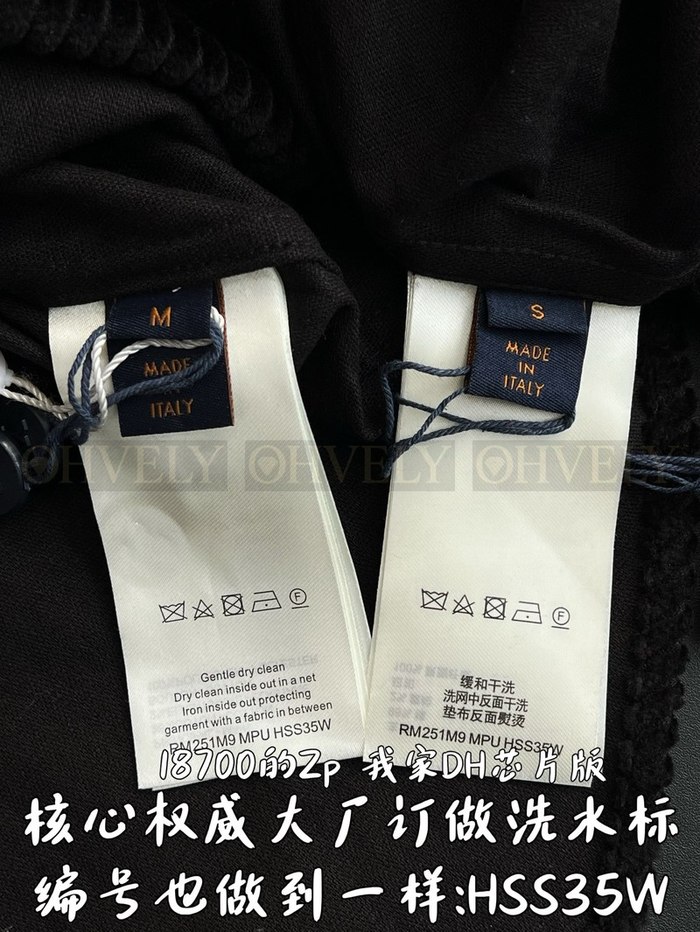 M
MADE
ITALY
S
MADE
IN
ITALY
OHVELY OHVELY OHVELY
F
Gentle dry clean
Dry clean inside out in a net
Iron inside out protecting
garment with a fabric in between
RM251M9 MPU HSS35W
F
缓和干洗
洗网中反面干洗
垫布反面熨烫
RM251M9 MPU HSS35W
18700的Zp 我家DH芯片版
核心权威大厂订做洗水标
编号也做到一样:HSS35W